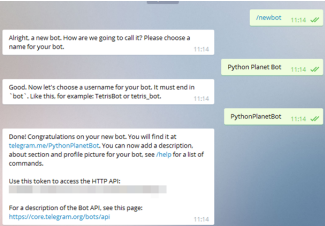 /newbot 11:14
Alright, a new bot. How are we going to call it? Please choose a
name for your bot.
11:14
Python Planet Bot 11:14
Good. Now let's choose a username for your bot. It must end in
`bot`. Like this, for example: TetrisBot or tetris_bot.
11:14
PythonPlanetBot 11:14
Done! Congratulations on your new bot. You will find it at
telegram.me/PythonPlanetBot. You can now add a description,
about section and profile picture for your bot, see /help for a list of
commands.
Use this token to access the HTTP API:
For a description of the Bot API, see this page:
https://core.telegram.org/bots/api 11:14